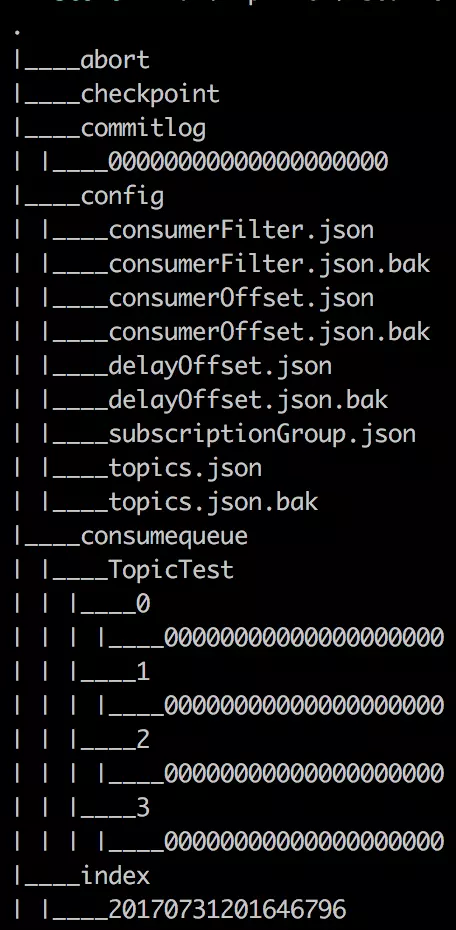 .
|____abort
|____checkpoint
|____commitlog
| |____00000000000000000000
|____config
| |____consumerFilter.json
| |____consumerFilter.json.bak
| |____consumerOffset.json
| |____consumerOffset.json.bak
| |____delayOffset.json
| |____delayOffset.json.bak
| |____subscriptionGroup.json
| |____topics.json
| |____topics.json.bak
|____consumequeue
| |____TopicTest
| | |____0
| | | |____00000000000000000000
| | |____1
| | | |____00000000000000000000
| | |____2
| | | |____00000000000000000000
| | |____3
| | | |____00000000000000000000
|____index
| |____20170731201646796